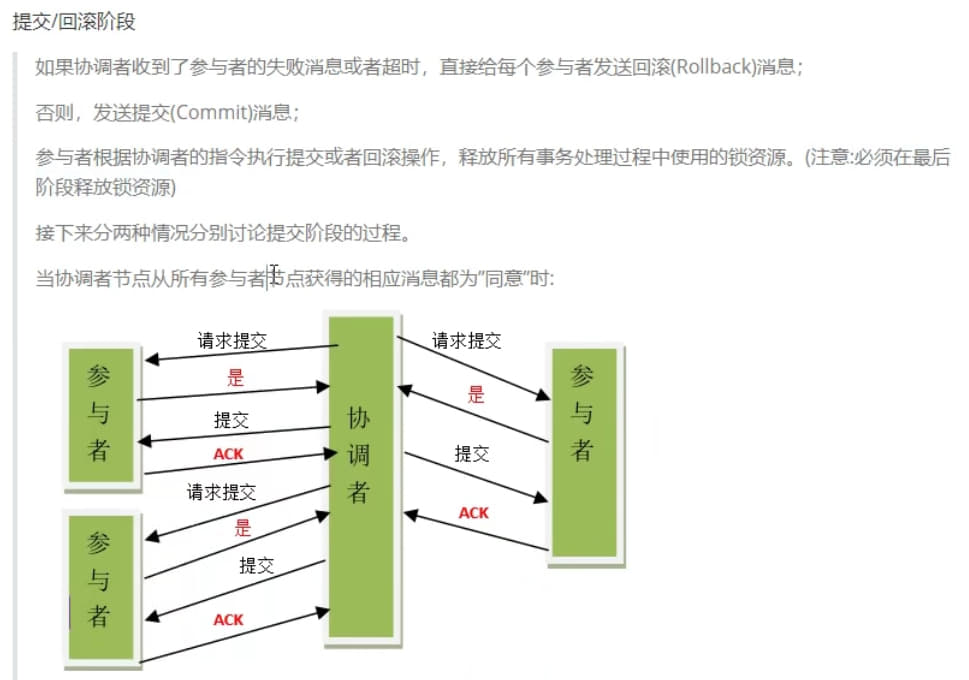 提交/回滚阶段
如果协调者收到了参与者的失败消息或者超时，直接给每个参与者发送回滚(Rollback)消息；
否则，发送提交(Commit)消息；
参与者根据协调者的指令执行提交或者回滚操作，释放所有事务处理过程中使用的锁资源。(注意:必须在最后
阶段释放锁资源)
接下来分两种情况分别讨论提交阶段的过程。
当协调者节点从所有参与者节点获得的相应消息都为"同意"时:
请求提交
是
提交
ACK
请求提交
是
提交
ACK
参与者
参与者
协调者
请求提交
是
提交
ACK
参与者